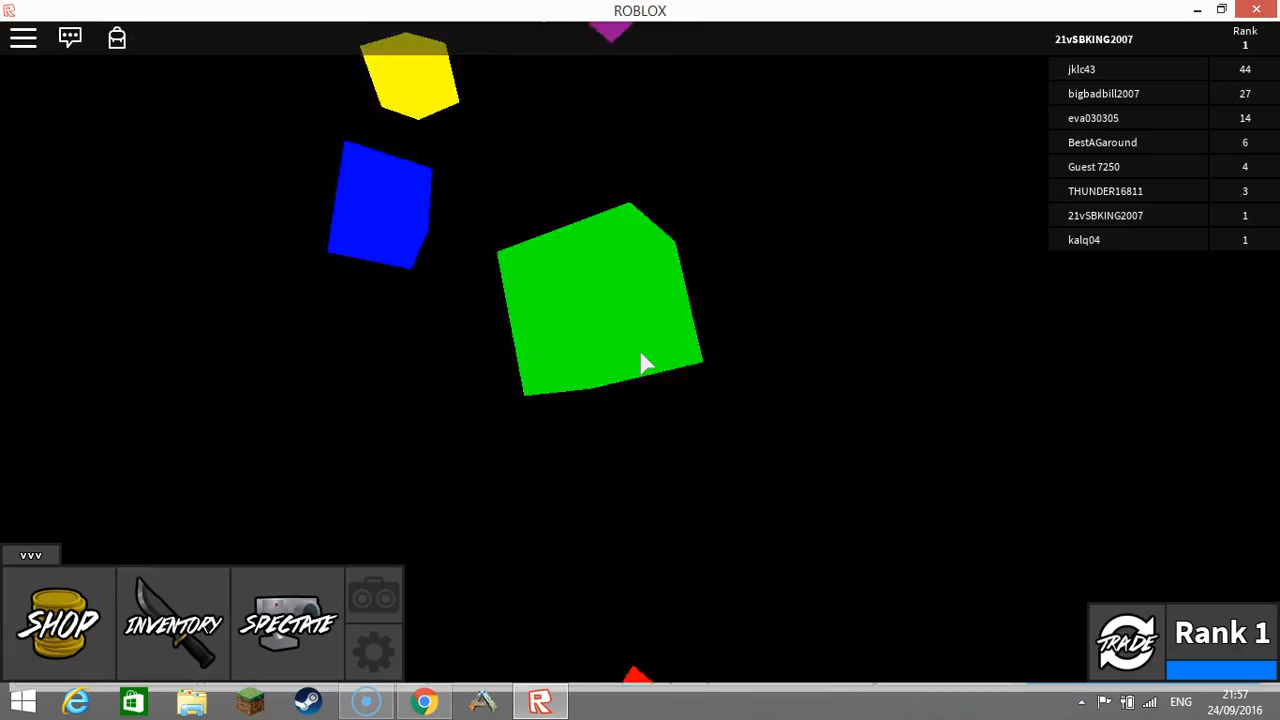 ROBLOX
21vSBKING2007 Rank 1
jklc43 44
bigbadbill2007 27
eva030305 14
BestAGaround 6
Guest 7250 4
THUNDER16811 3
21vSBKING2007 1
kalq04 1
vvv
SHOP INVENTORY SPECTATE
TRADE Rank 1
ENG 21:57
24/09/2016